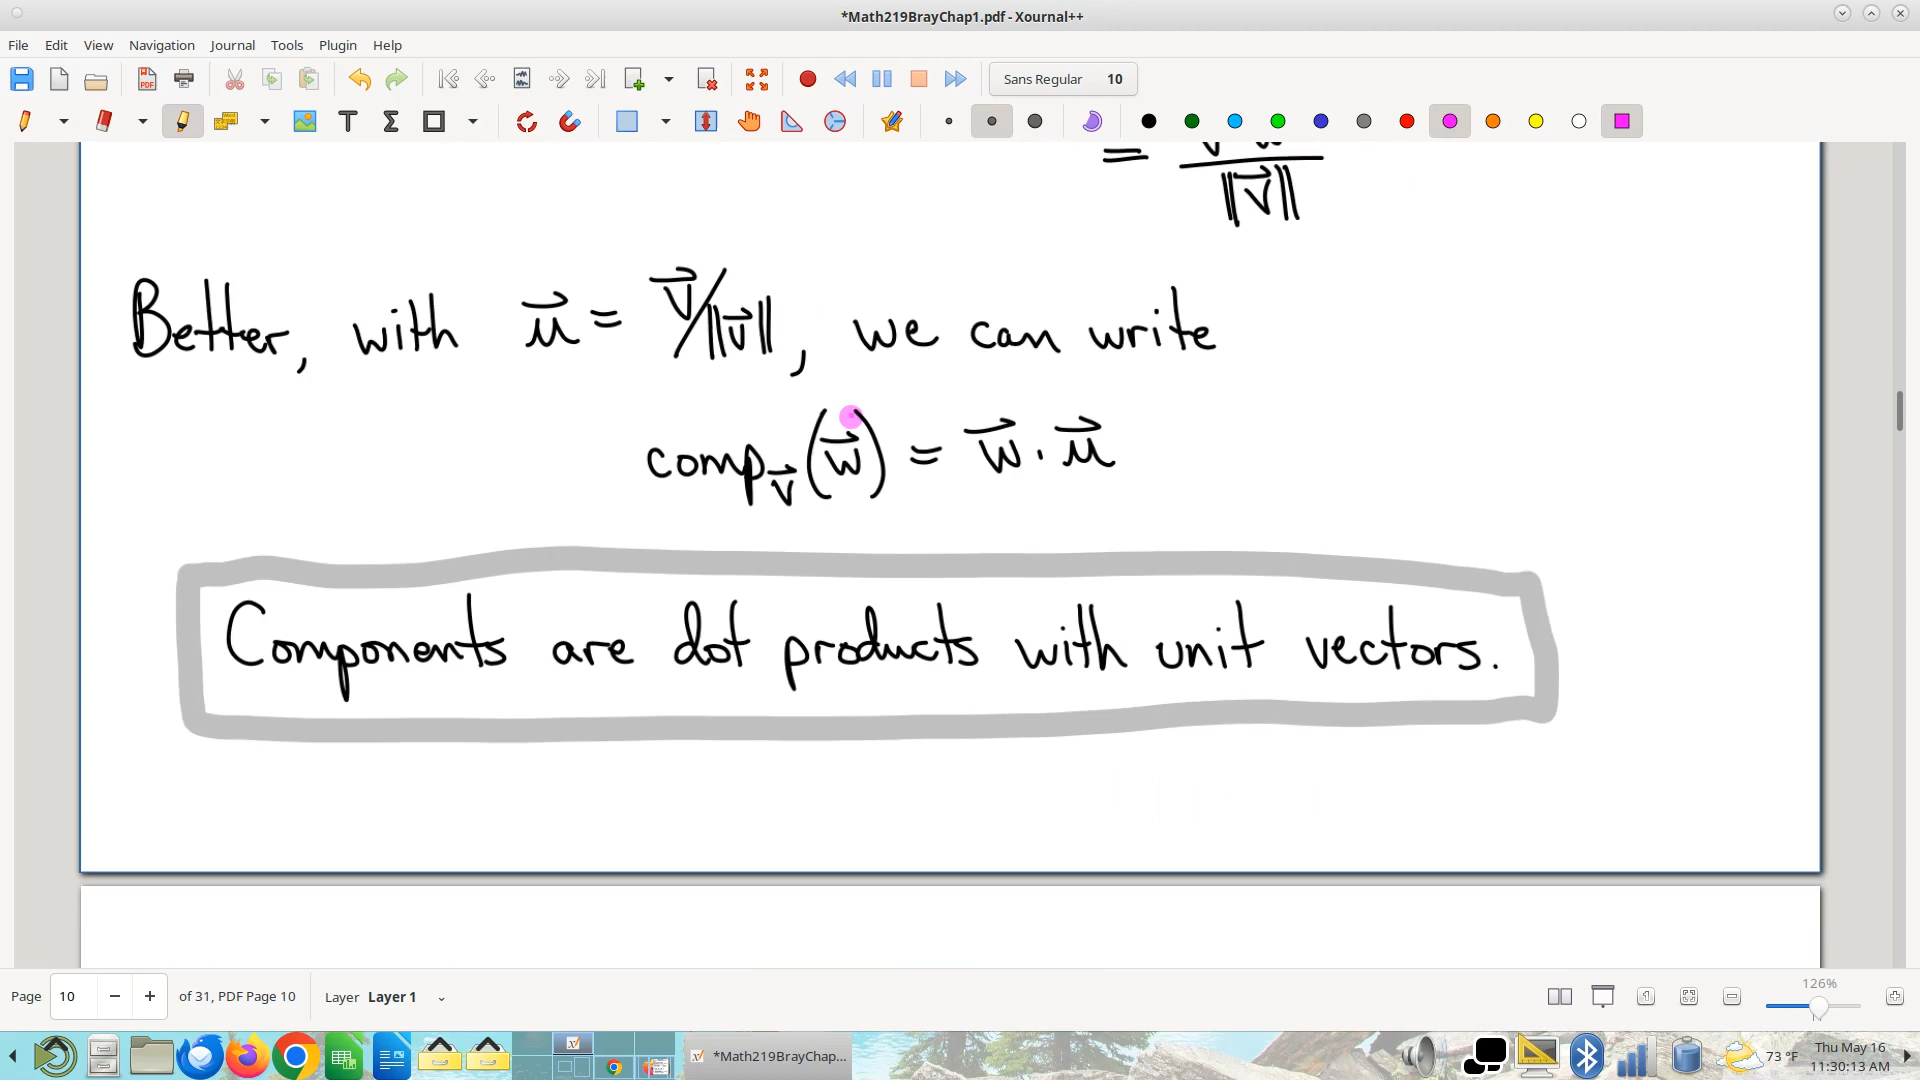 *Math219BrayChap1.pdf - Xournal++
File Edit View Navigation Journal Tools Plugin Help
Sans Regular 10
= / ‖v⃗‖
Better, with u⃗ = v⃗/‖v⃗‖, we can write
comp_v⃗(w⃗) = w⃗ · u⃗
Components are dot products with unit vectors.
Page 10 of 31, PDF Page 10 Layer Layer 1
126%
*Math219BrayChap...
73 °F
Thu May 16
11:30:13 AM